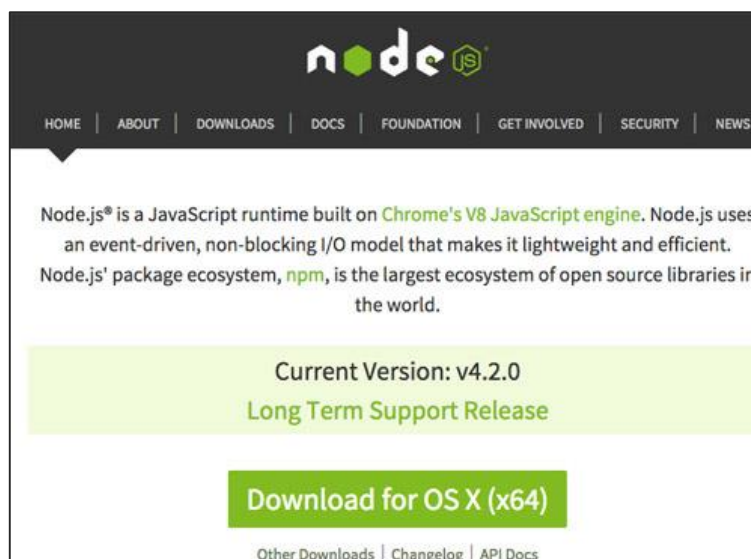 node JS
HOME | ABOUT | DOWNLOADS | DOCS | FOUNDATION | GET INVOLVED | SECURITY | NEWS
Node.js® is a JavaScript runtime built on Chrome's V8 JavaScript engine. Node.js uses
an event-driven, non-blocking I/O model that makes it lightweight and efficient.
Node.js' package ecosystem, npm, is the largest ecosystem of open source libraries in
the world.
Current Version: v4.2.0
Long Term Support Release
Download for OS X (x64)
Other Downloads | Changelog | API Docs